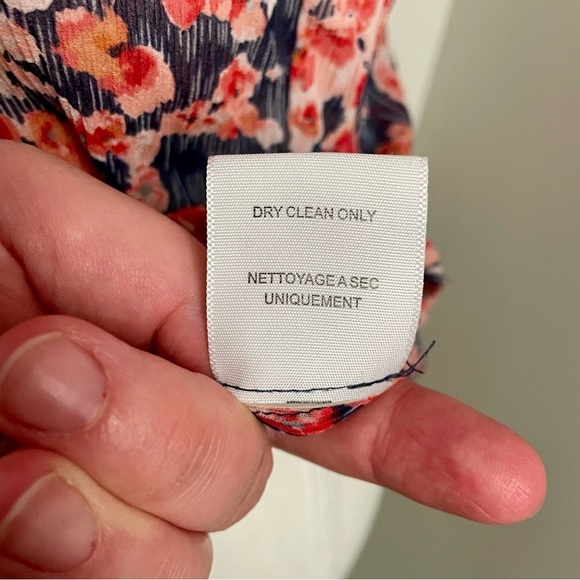 DRY CLEAN ONLY
NETTOYAGE A SEC
UNIQUEMENT